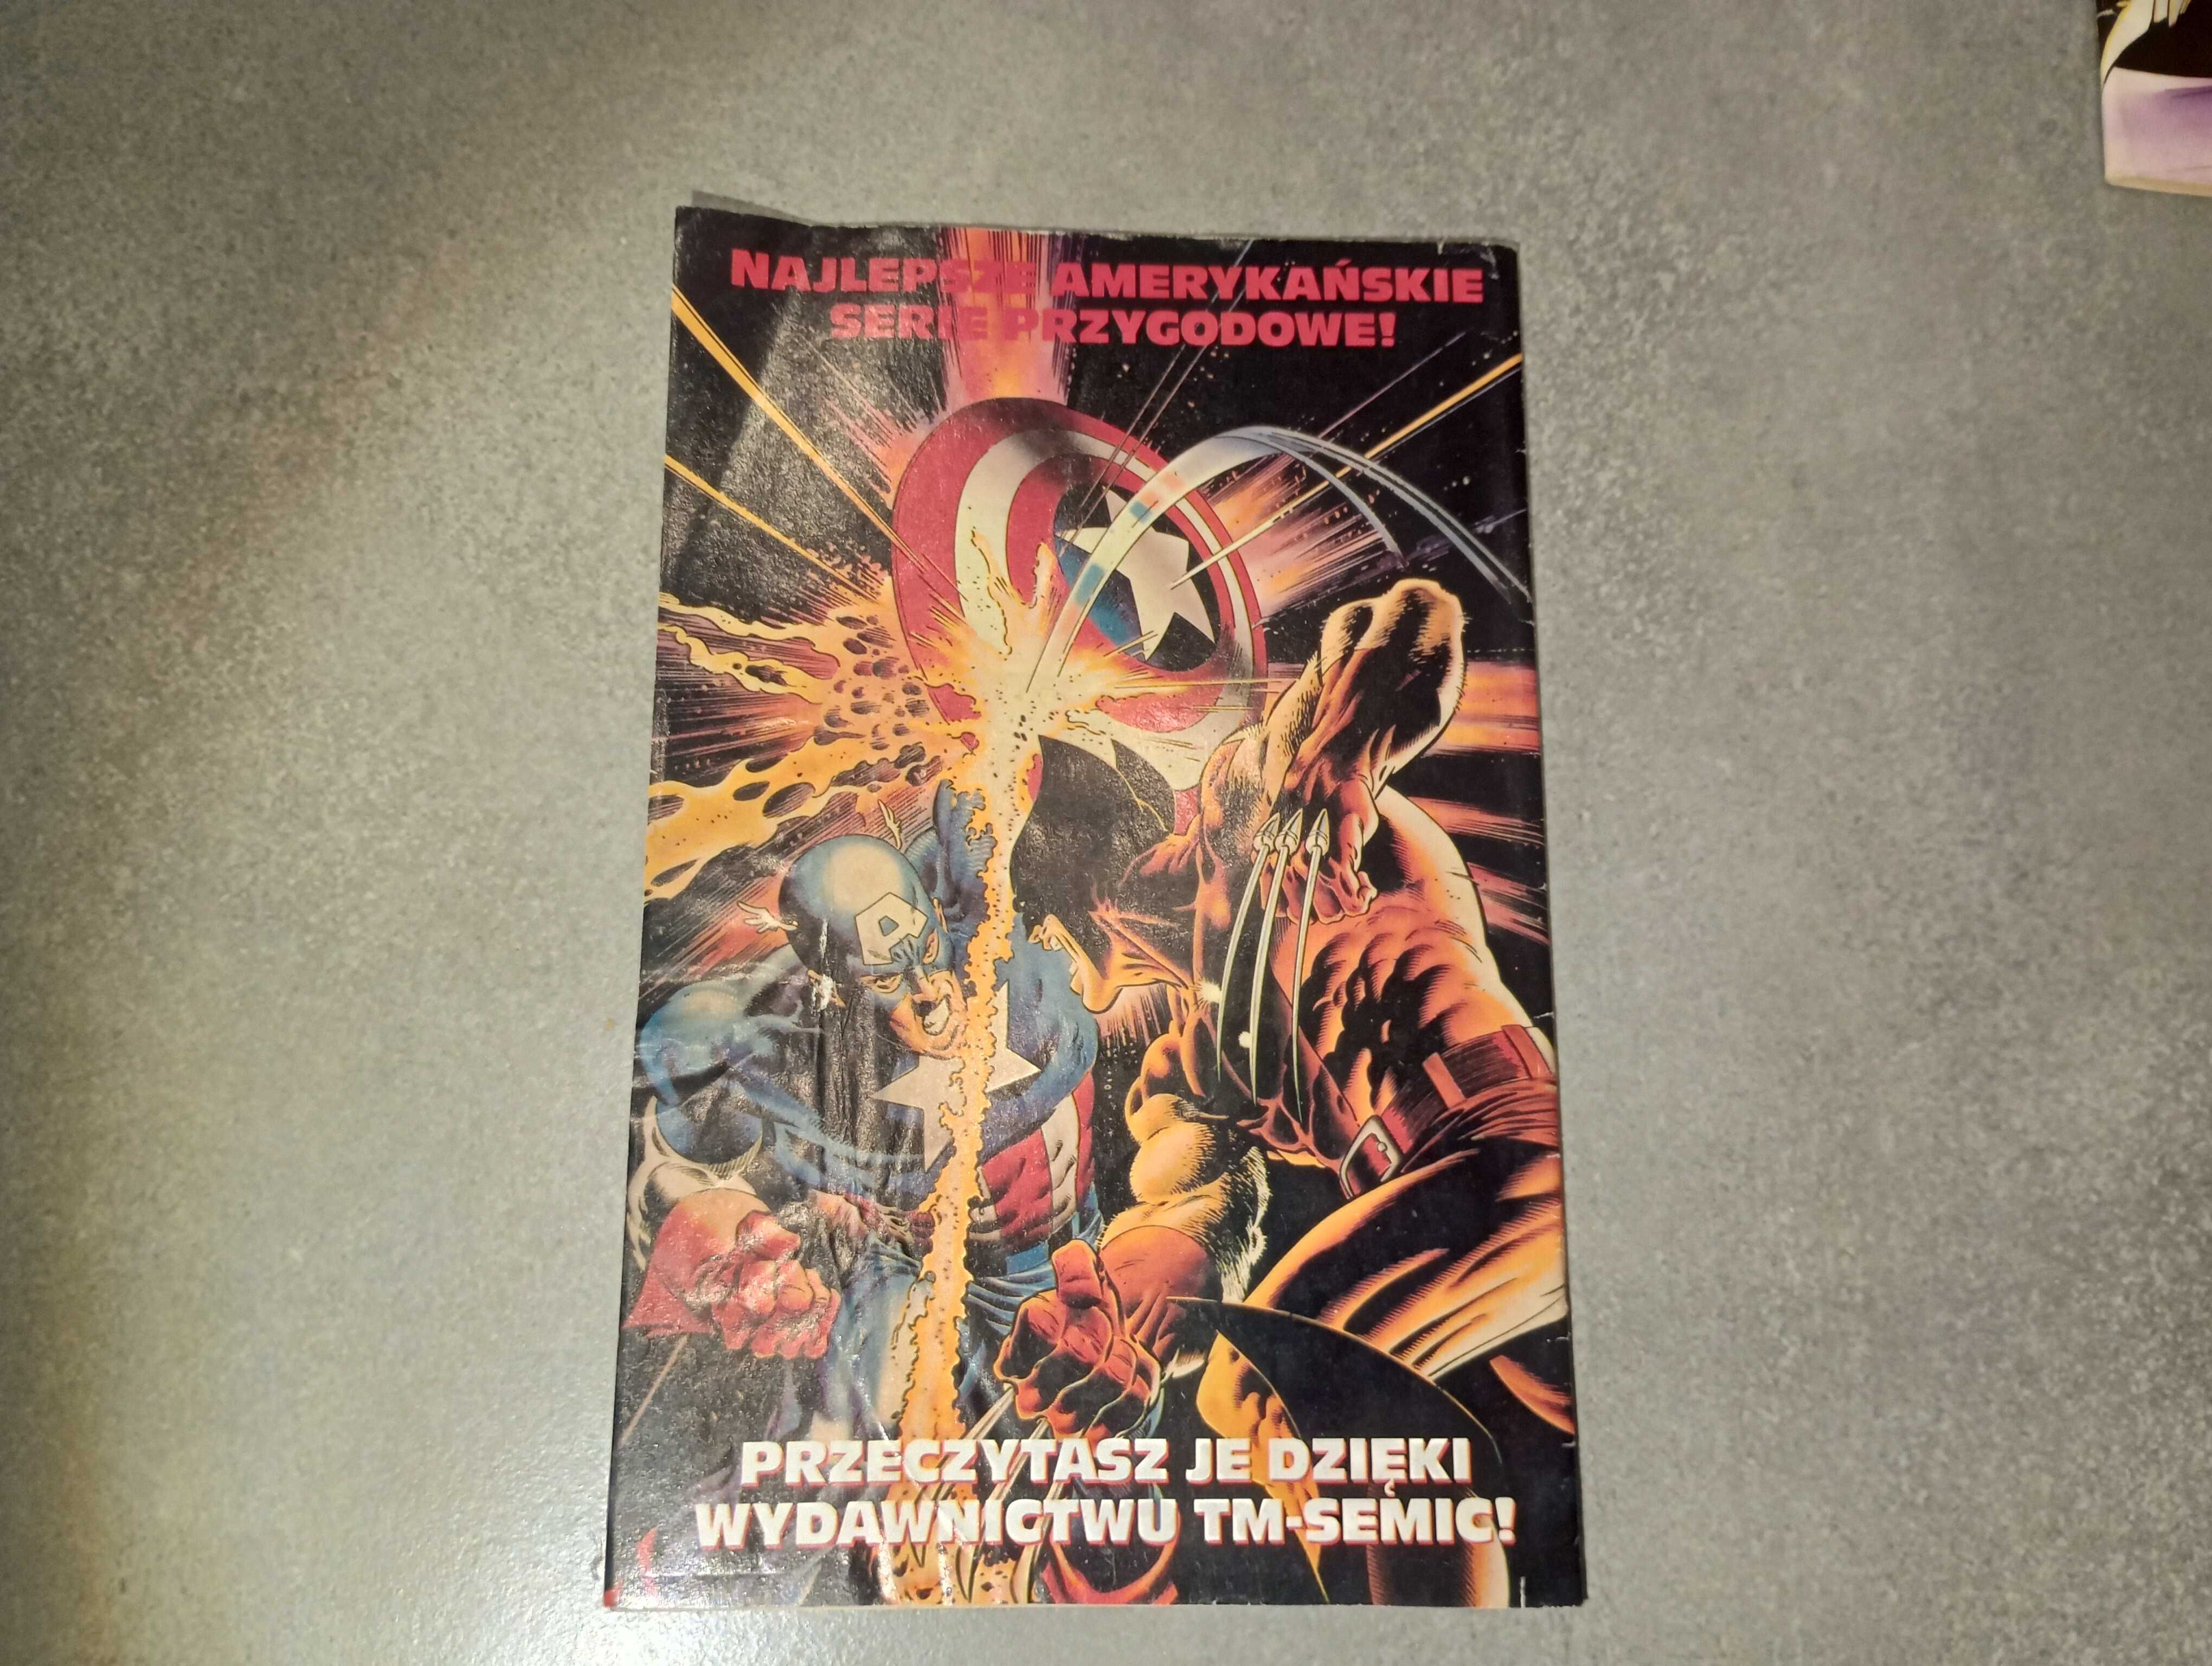 NAJLEPSZE AMERYKAŃSKIE
SERIE PRZYGODOWE!
A
PRZECZYTASZ JE DZIĘKI
WYDAWNICTWU TM-SEMIC!